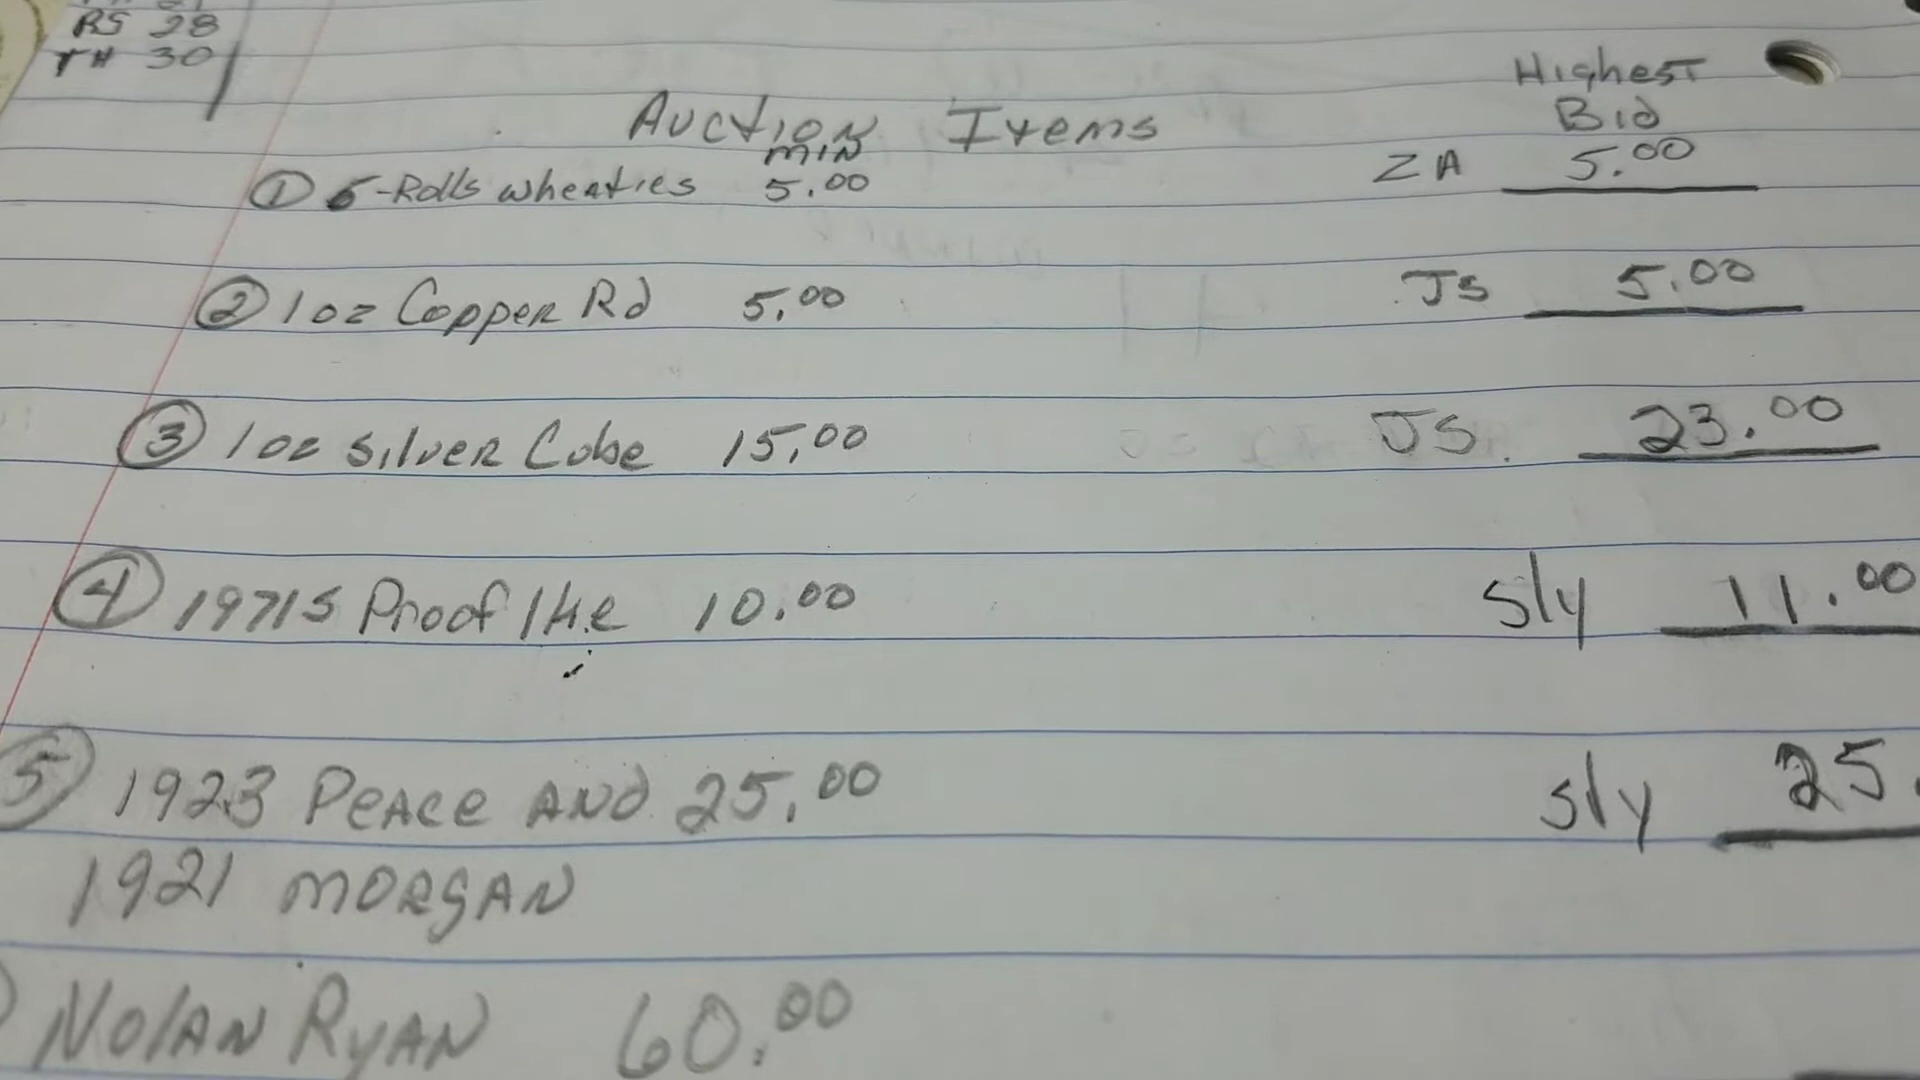 RS 28
TH 30
Highest
Bid
Auction Items
min
① 5-Rolls wheaties 5.00 ZA 5.00
② 1oz Copper Rd 5.00 JS 5.00
③ 1oz Silver Cube 15.00 JS. 23.00
④ 1971S Proof Ike 10.00 Sly 11.00
⑤ 1923 Peace And 25.00 Sly 25.
1921 Morgan
Nolan Ryan 60.00